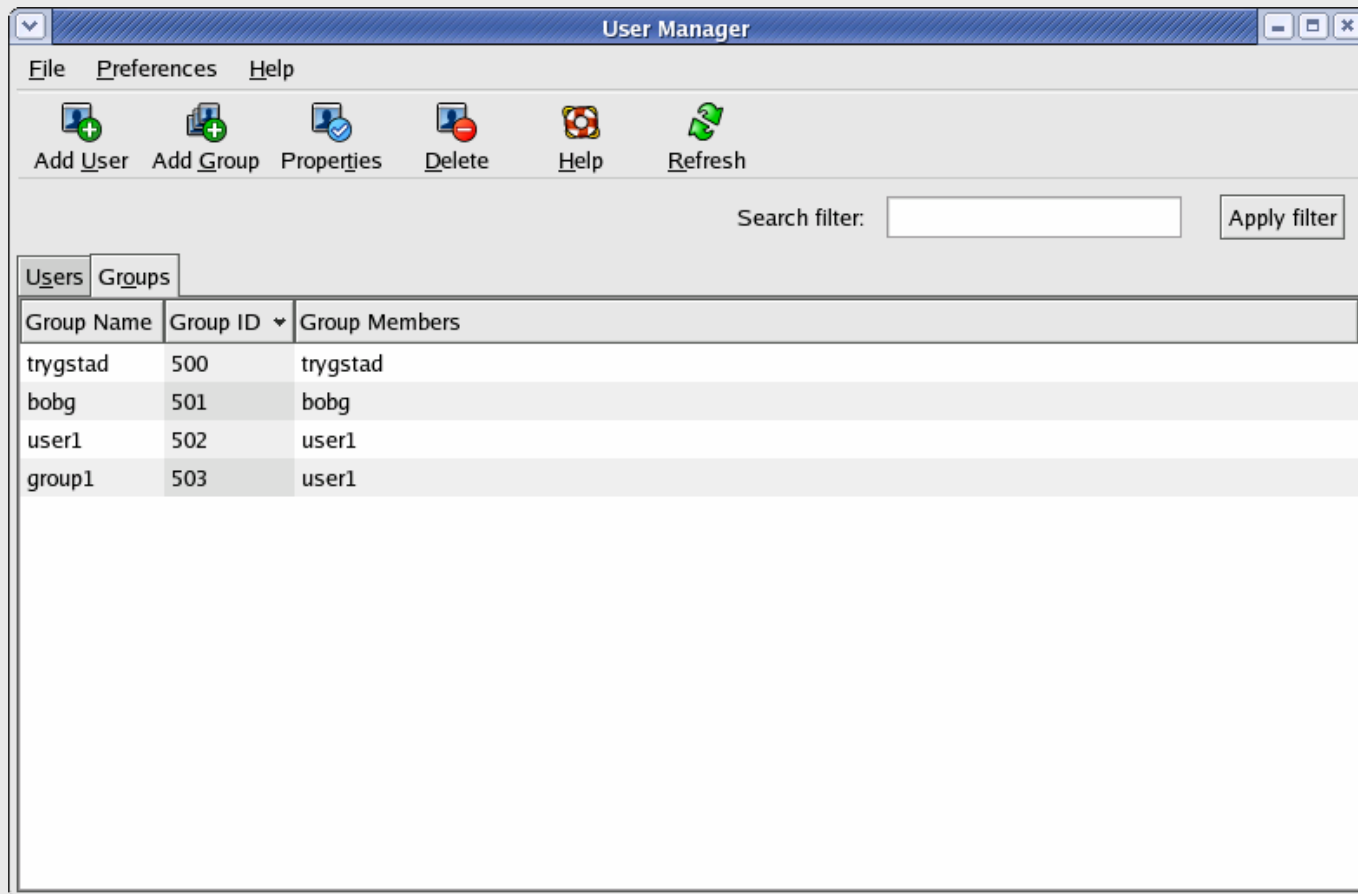 User Manager
File Preferences Help
Add User Add Group Properties Delete Help Refresh
Search filter: Apply filter
Users Groups
Group Name Group ID Group Members
trygstad 500 trygstad
bobg 501 bobg
user1 502 user1
group1 503 user1